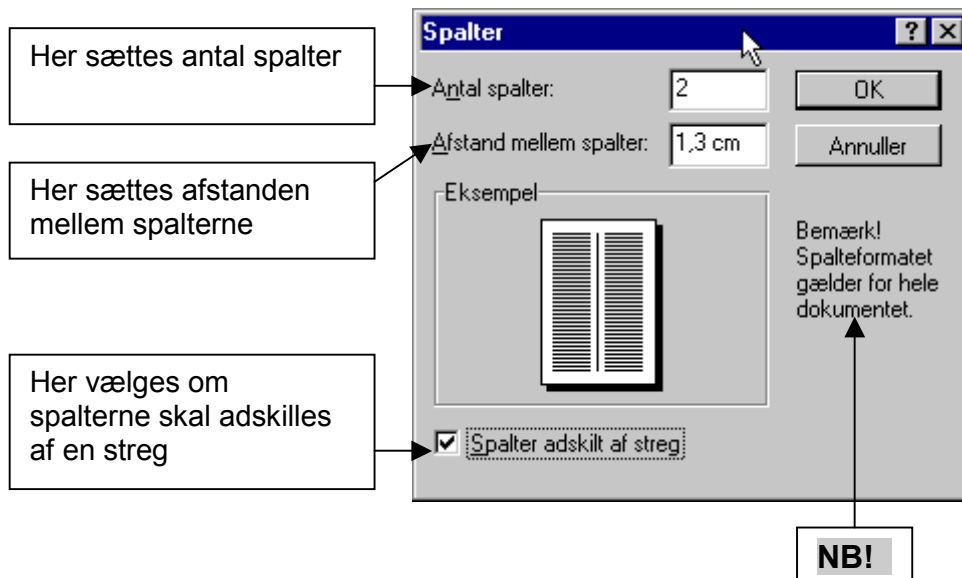 Her sættes antal spalter
Her sættes afstanden
mellem spalterne
Her vælges om
spalterne skal adskilles
af en streg
Spalter
Antal spalter:
2
OK
Afstand mellem spalter:
1,3 cm
Annuller
Eksempel
Bemærk!
Spalteformatet
gælder for hele
dokumentet.
Spalter adskilt af streg
NB!